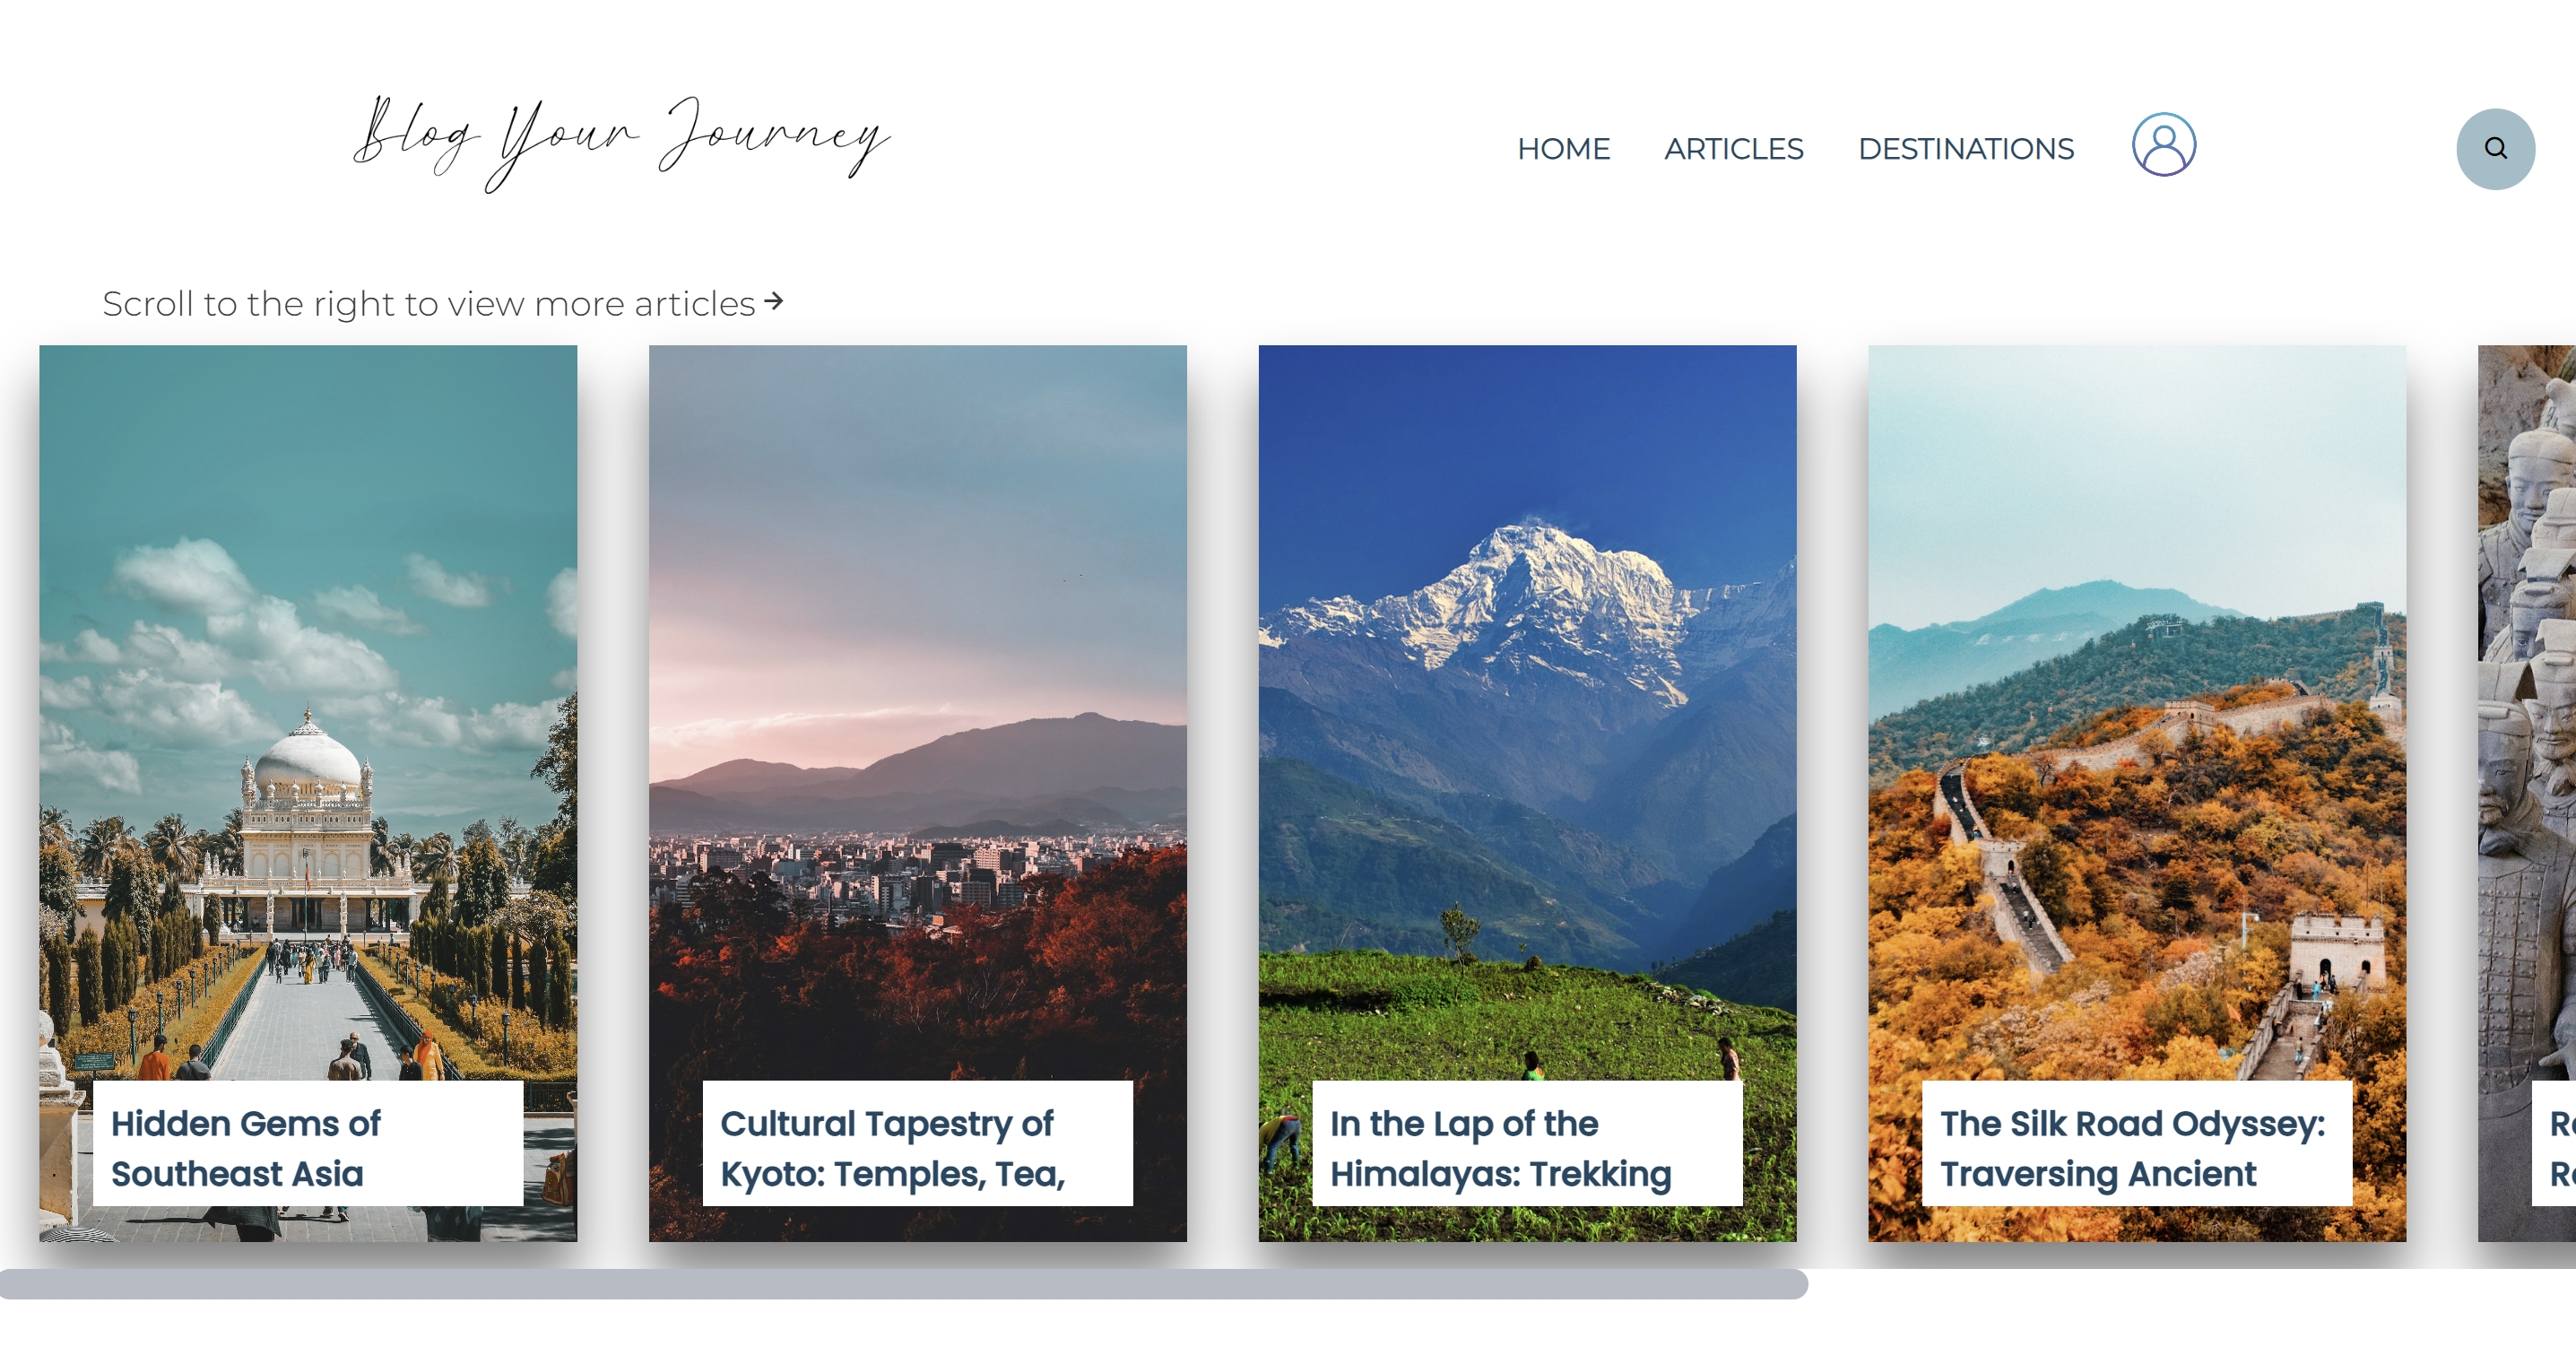 Blog Your Journey
HOME ARTICLES DESTINATIONS
Scroll to the right to view more articles →
Hidden Gems of
Southeast Asia
Cultural Tapestry of
Kyoto: Temples, Tea,
In the Lap of the
Himalayas: Trekking
The Silk Road Odyssey:
Traversing Ancient